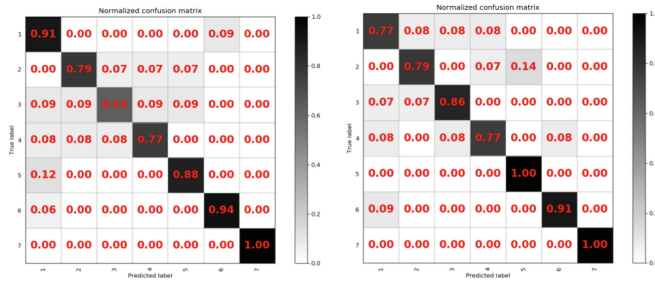 Normalized confusion matrix
1 0.91 0.00 0.00 0.00 0.00 0.09 0.00
2 0.00 0.79 0.07 0.07 0.07 0.00 0.00
3 0.09 0.09 0.09 0.09 0.00 0.00
4 0.08 0.08 0.08 0.77 0.00 0.00 0.00
5 0.12 0.00 0.00 0.00 0.88 0.00 0.00
6 0.06 0.00 0.00 0.00 0.00 0.94 0.00
7 0.00 0.00 0.00 0.00 0.00 0.00 1.00
1 2 3 4 5 6 7
True label
Predicted label
1.0
0.8
0.6
0.4
0.2
0.0
Normalized confusion matrix
1 0.77 0.08 0.08 0.08 0.00 0.00 0.00
2 0.00 0.79 0.00 0.07 0.14 0.00 0.00
3 0.07 0.07 0.86 0.00 0.00 0.00 0.00
4 0.08 0.00 0.08 0.77 0.00 0.08 0.00
5 0.00 0.00 0.00 0.00 1.00 0.00 0.00
6 0.09 0.00 0.00 0.00 0.00 0.91 0.00
7 0.00 0.00 0.00 0.00 0.00 0.00 1.00
1 2 3 4 5 6 7
True label
Predicted label
1.0
0.8
0.6
0.4
0.2
0.0